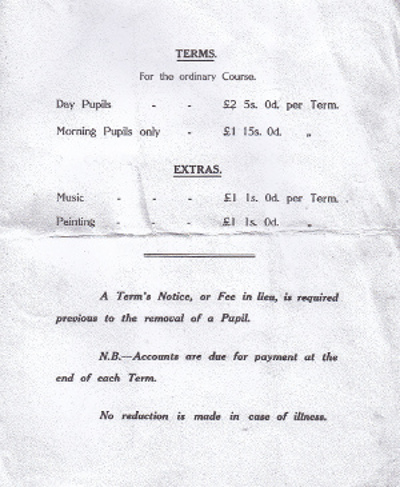 TERMS.
For the ordinary Course.
Day Pupils - - £2 5s. 0d. per Term.
Morning Pupils only - £1 15s. 0d. „
EXTRAS.
Music - - - £1 1s. 0d. per Term.
Painting - - - £1 1s. 0d. „
A Term's Notice, or Fee in lieu, is required
previous to the removal of a Pupil.
N.B.—Accounts are due for payment at the
end of each Term.
No reduction is made in case of illness.